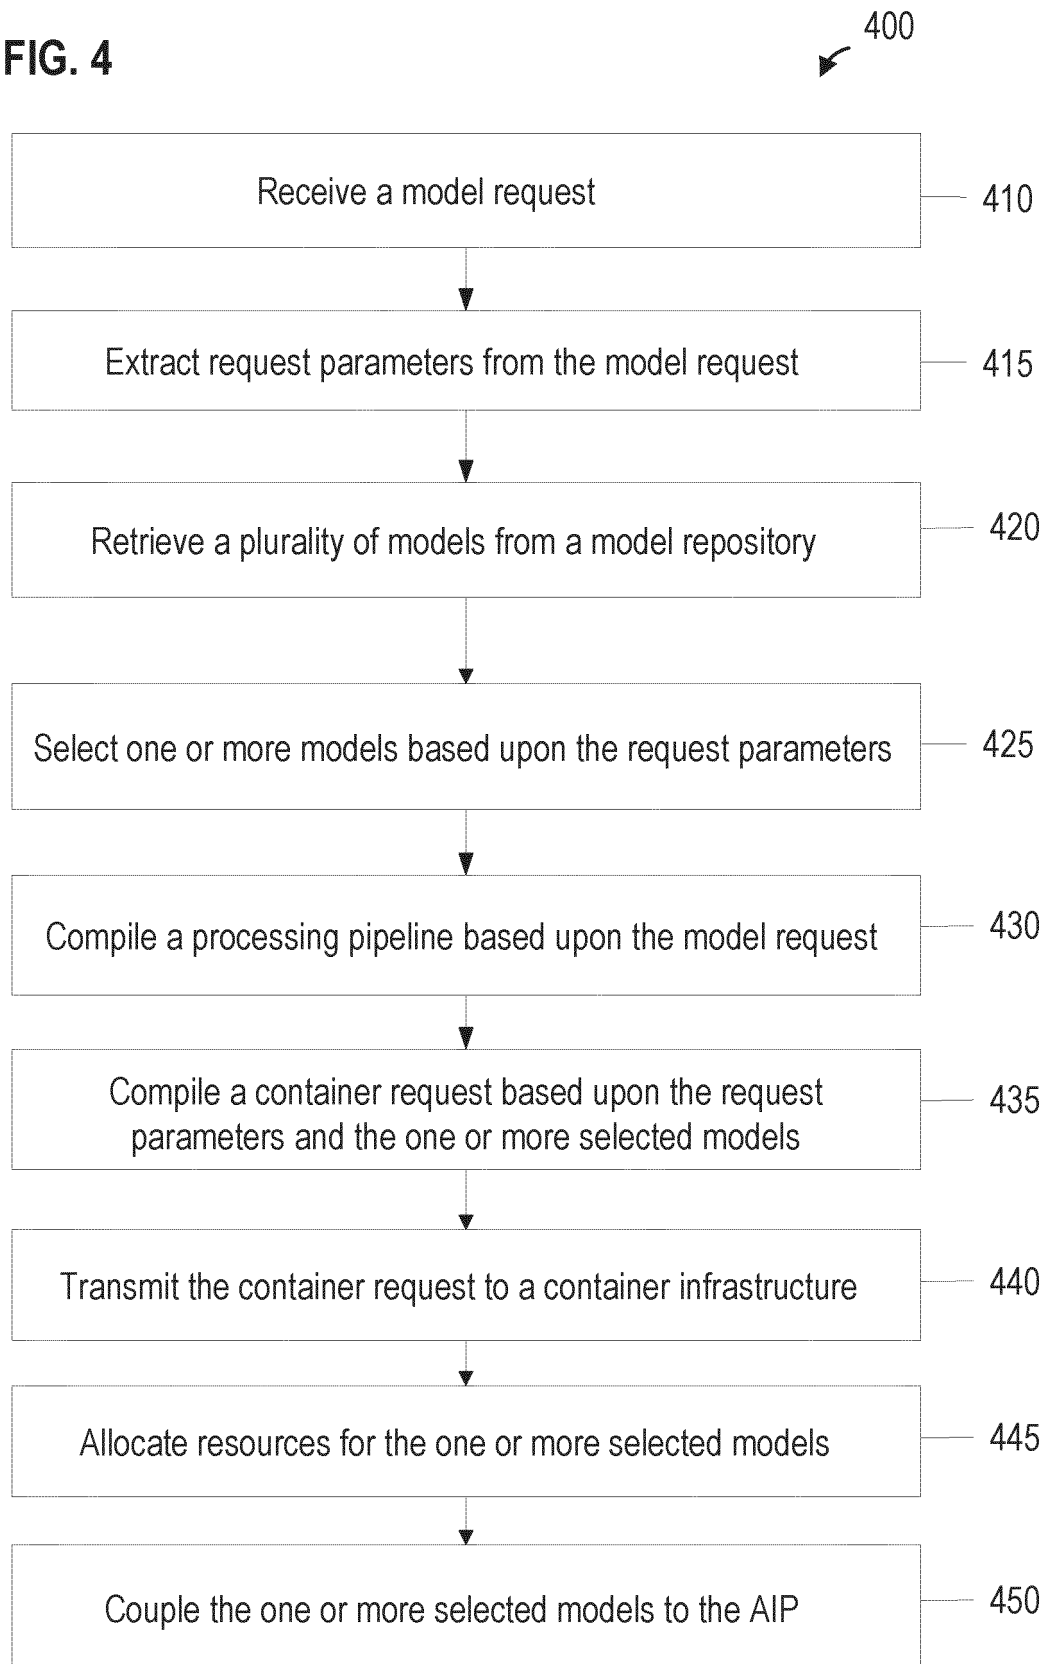 FIG. 4
400
Receive a model request
410
Extract request parameters from the model request
415
Retrieve a plurality of models from a model repository
420
Select one or more models based upon the request parameters
425
Compile a processing pipeline based upon the model request
430
Compile a container request based upon the request
parameters and the one or more selected models
435
Transmit the container request to a container infrastructure
440
Allocate resources for the one or more selected models
445
Couple the one or more selected models to the AIP
450